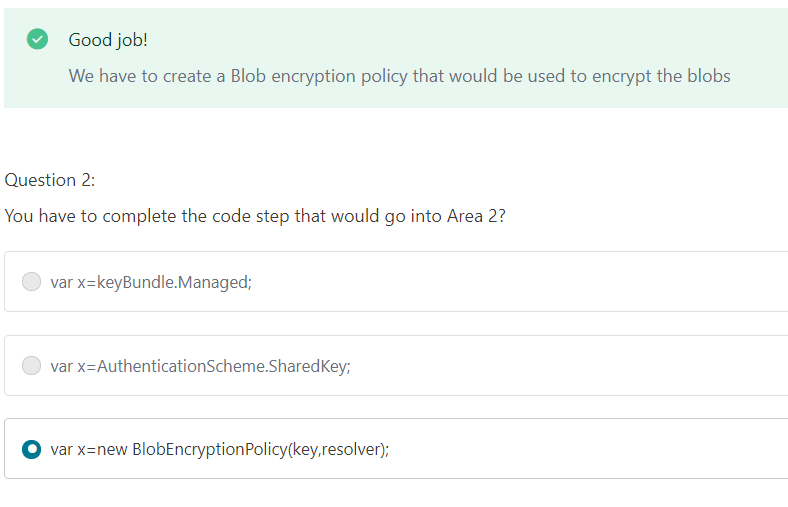 Good job!
We have to create a Blob encryption policy that would be used to encrypt the blobs
Question 2:
You have to complete the code step that would go into Area 2?
var x=keyBundle.Managed;
var x=AuthenticationScheme.SharedKey;
var x=new BlobEncryptionPolicy(key,resolver);